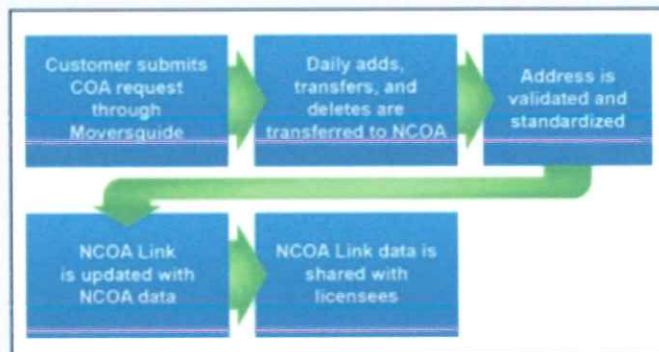 Customer submits
COA request
through
Moversguide
Daily adds,
transfers, and
deletes are
transferred to NCOA
Address is
validated and
standardized
NCOA Link
is updated with
NCOA data
NCOA Link data is
shared with
licensees